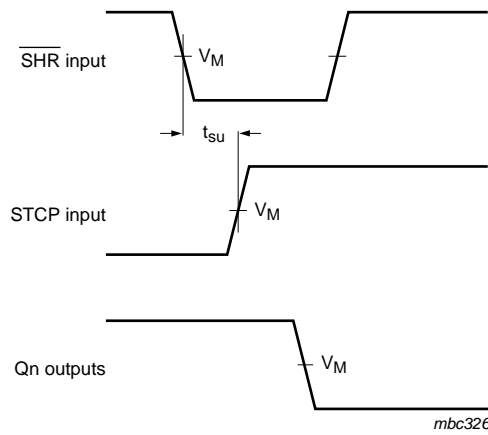 SHR input
V_M
t_su
STCP input
V_M
Qn outputs
V_M
mbc326